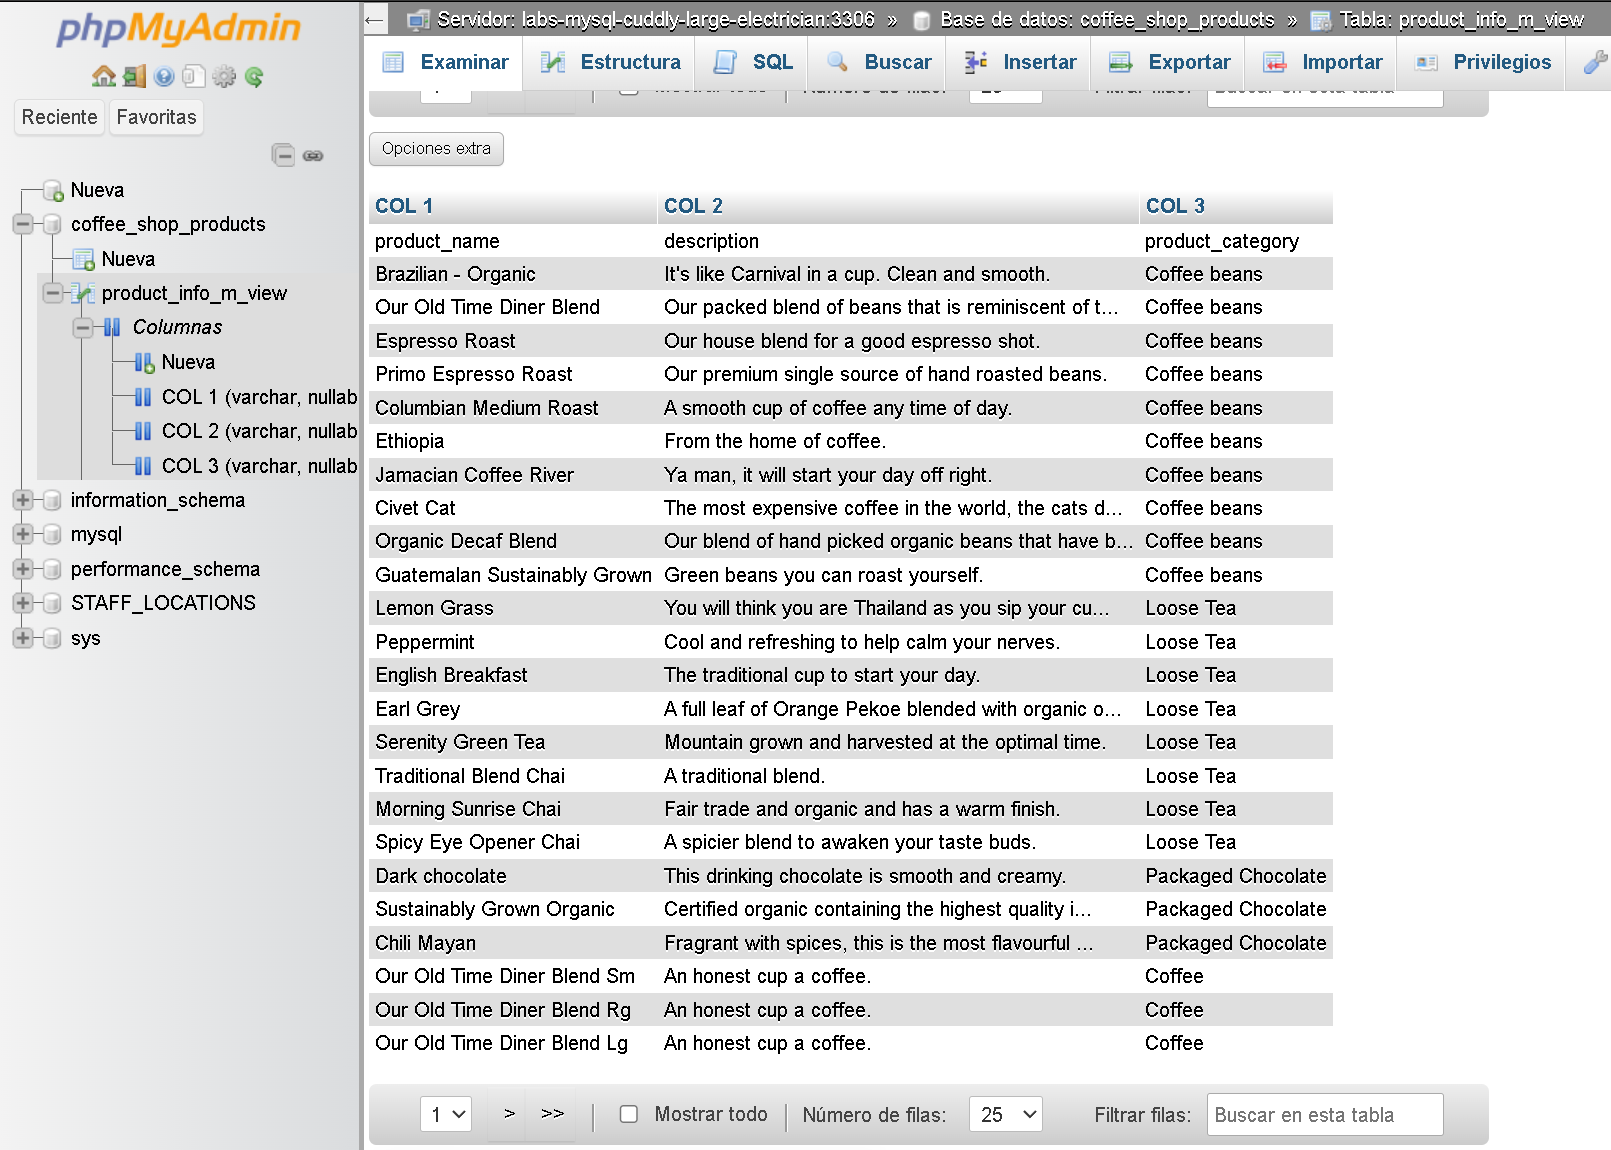 phpMyAdmin
Reciente Favoritas
Nueva
coffee_shop_products
Nueva
product_info_m_view
Columnas
Nueva
COL 1 (varchar, nullab
COL 2 (varchar, nullab
COL 3 (varchar, nullab
information_schema
mysql
performance_schema
STAFF_LOCATIONS
sys
← Servidor: labs-mysql-cuddly-large-electrician:3306 » Base de datos: coffee_shop_products » Tabla: product_info_m_view
Examinar Estructura SQL Buscar Insertar Exportar Importar Privilegios
Mostrar todo Número de filas: 25 Filtrar filas: Buscar en esta tabla
Opciones extra
COL 1 COL 2 COL 3
product_name description product_category
Brazilian - Organic It's like Carnival in a cup. Clean and smooth. Coffee beans
Our Old Time Diner Blend Our packed blend of beans that is reminiscent of t... Coffee beans
Espresso Roast Our house blend for a good espresso shot. Coffee beans
Primo Espresso Roast Our premium single source of hand roasted beans. Coffee beans
Columbian Medium Roast A smooth cup of coffee any time of day. Coffee beans
Ethiopia From the home of coffee. Coffee beans
Jamacian Coffee River Ya man, it will start your day off right. Coffee beans
Civet Cat The most expensive coffee in the world, the cats d... Coffee beans
Organic Decaf Blend Our blend of hand picked organic beans that have b... Coffee beans
Guatemalan Sustainably Grown Green beans you can roast yourself. Coffee beans
Lemon Grass You will think you are Thailand as you sip your cu... Loose Tea
Peppermint Cool and refreshing to help calm your nerves. Loose Tea
English Breakfast The traditional cup to start your day. Loose Tea
Earl Grey A full leaf of Orange Pekoe blended with organic o... Loose Tea
Serenity Green Tea Mountain grown and harvested at the optimal time. Loose Tea
Traditional Blend Chai A traditional blend. Loose Tea
Morning Sunrise Chai Fair trade and organic and has a warm finish. Loose Tea
Spicy Eye Opener Chai A spicier blend to awaken your taste buds. Loose Tea
Dark chocolate This drinking chocolate is smooth and creamy. Packaged Chocolate
Sustainably Grown Organic Certified organic containing the highest quality i... Packaged Chocolate
Chili Mayan Fragrant with spices, this is the most flavourful ... Packaged Chocolate
Our Old Time Diner Blend Sm An honest cup a coffee. Coffee
Our Old Time Diner Blend Rg An honest cup a coffee. Coffee
Our Old Time Diner Blend Lg An honest cup a coffee. Coffee
1 > >> | Mostrar todo | Número de filas: 25 Filtrar filas: Buscar en esta tabla